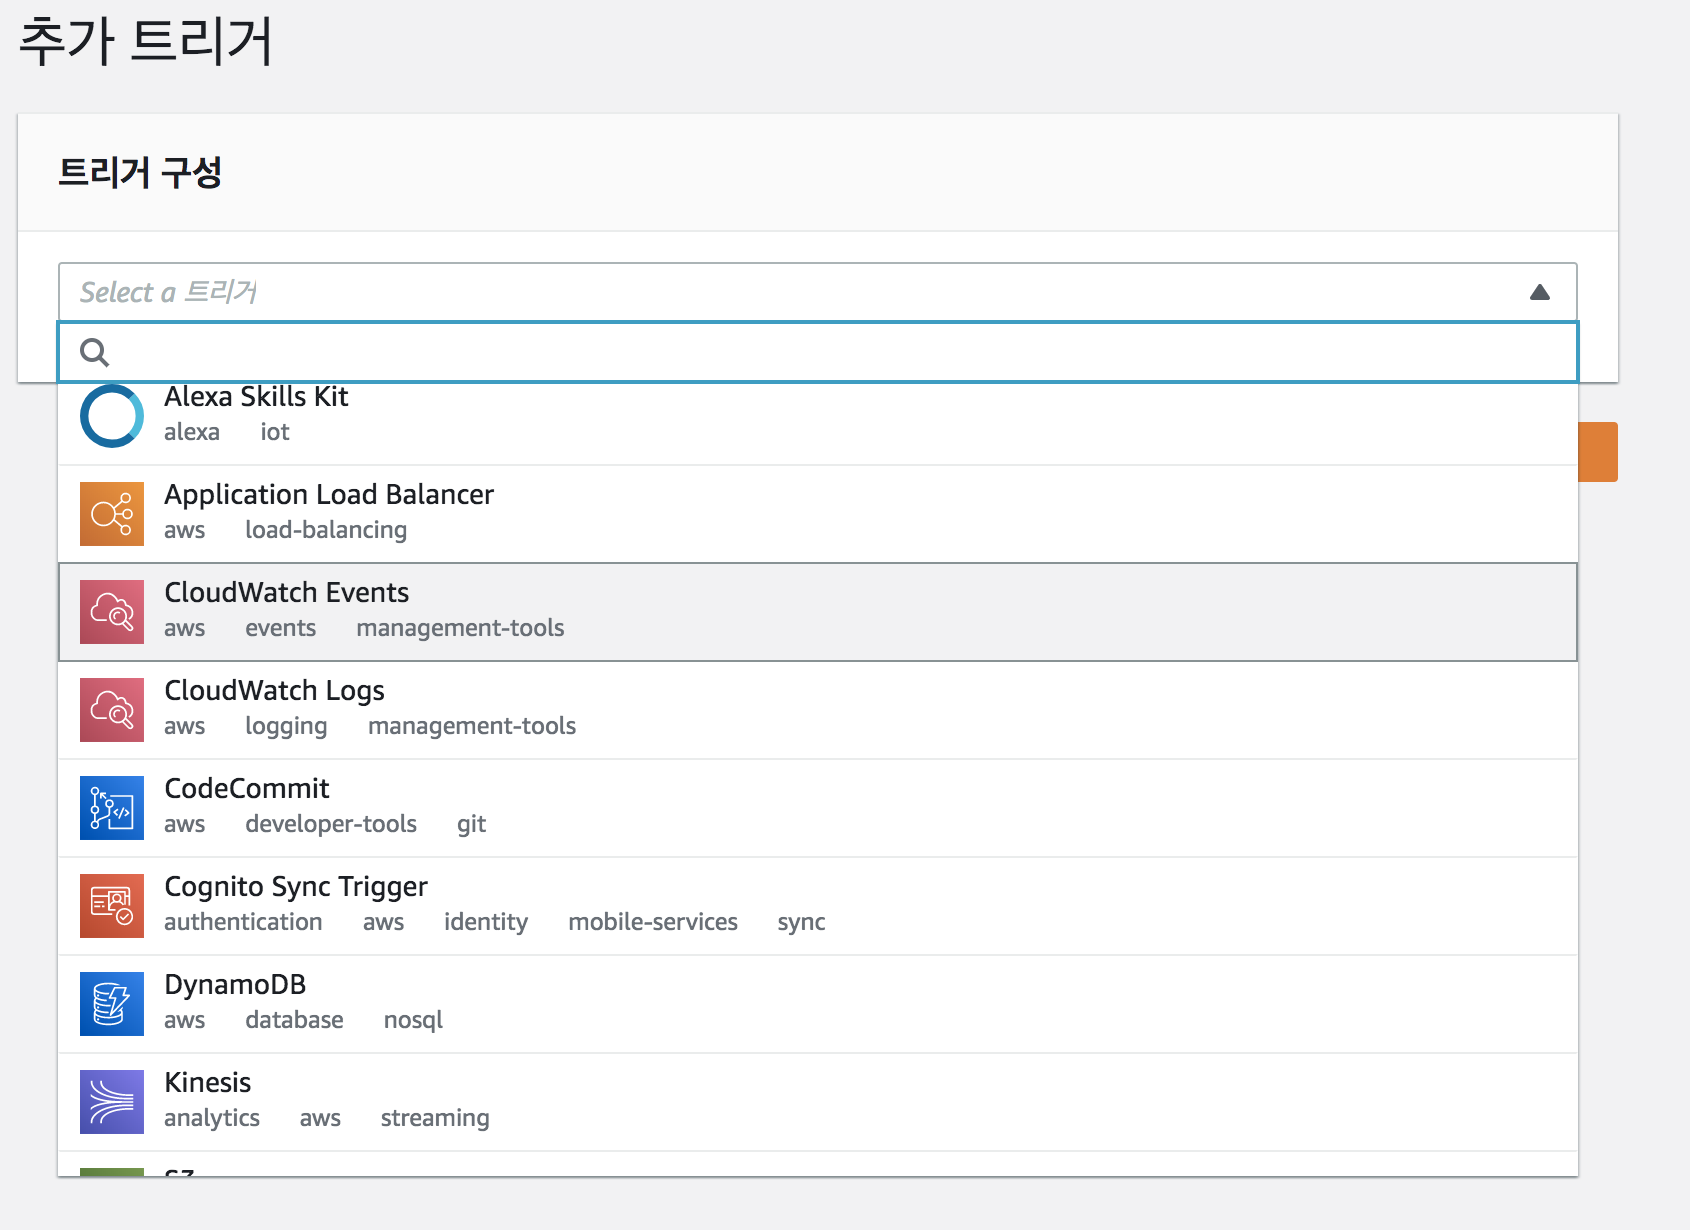 추가 트리거
트리거 구성
Select a 트리거
Alexa Skills Kit
alexa iot
Application Load Balancer
aws load-balancing
CloudWatch Events
aws events management-tools
CloudWatch Logs
aws logging management-tools
CodeCommit
aws developer-tools git
Cognito Sync Trigger
authentication aws identity mobile-services sync
DynamoDB
aws database nosql
Kinesis
analytics aws streaming
S3